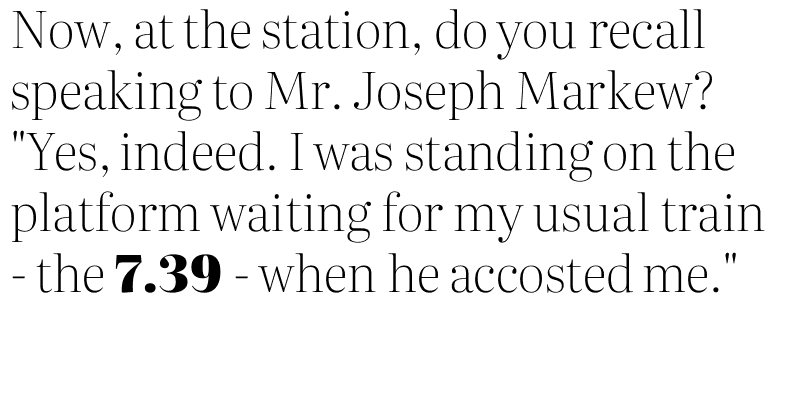 Now, at the station, do you recall
speaking to Mr. Joseph Markew?
"Yes, indeed. I was standing on the
platform waiting for my usual train
- the 7.39 - when he accosted me."